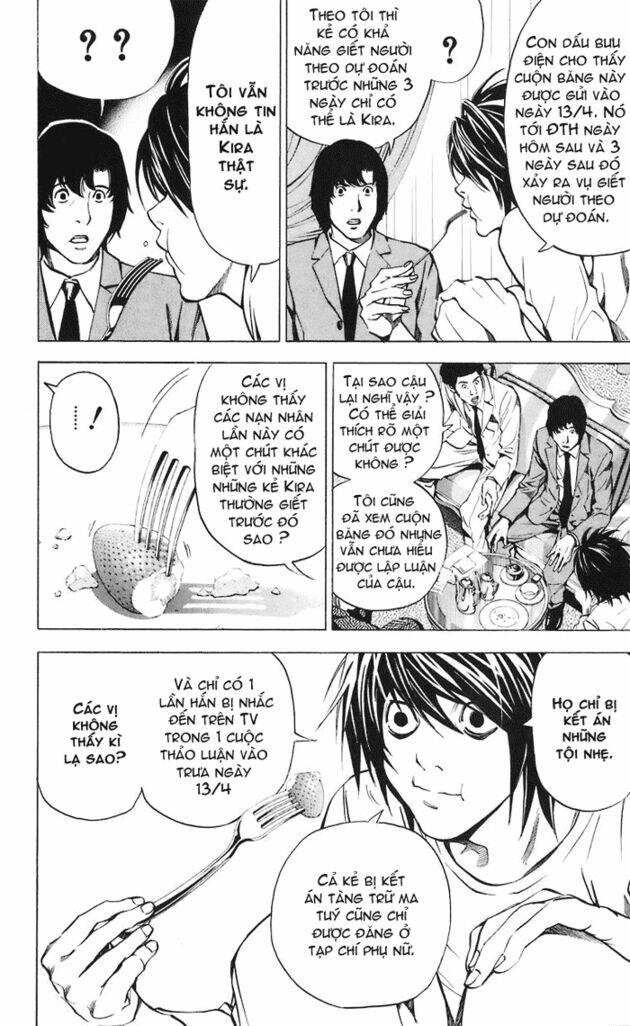 CON DẤU BƯU
ĐIỆN CHO THẤY
CUỘN BĂNG NÀY
ĐƯỢC GỬI VÀO
NGÀY 13/4. NÓ
TỚI ĐTH NGÀY
HÔM SAU VÀ 3
NGÀY SAU ĐÓ
XẢY RA VỤ GIẾT
NGƯỜI THEO
DỰ ĐOÁN.
?
THEO TÔI THÌ
KẺ CÓ KHẢ
NĂNG GIẾT NGƯỜI
THEO DỰ ĐOÁN
TRƯỚC NHỮNG 3
NGÀY CHỈ CÓ
THỂ LÀ KIRA.
TÔI VẪN
KHÔNG TIN
HẮN LÀ
KIRA
THẬT
SỰ.
? ?
TẠI SAO CẬU
LẠI NGHĨ VẬY ?
CÓ THỂ GIẢI
THÍCH RÕ MỘT
CHÚT ĐƯỢC
KHÔNG ?
TÔI CŨNG
ĐÃ XEM CUỘN
BĂNG ĐÓ NHƯNG
VẪN CHƯA HIỂU
ĐƯỢC LẬP LUẬN
CỦA CẬU.
CÁC VỊ
KHÔNG THẤY
CÁC NẠN NHÂN
LẦN NÀY CÓ
MỘT CHÚT KHÁC
BIỆT VỚI NHỮNG
NHỮNG KẺ KIRA
THƯỜNG GIẾT
TRƯỚC ĐÓ
SAO ?
...!
HỌ CHỈ BỊ
KẾT ÁN
NHỮNG
TỘI NHẸ.
VÀ CHỈ CÓ 1
LẦN HẮN BỊ NHẮC
ĐẾN TRÊN TV
TRONG 1 CUỘC
THẢO LUẬN VÀO
TRƯA NGÀY
13/4
CÁC VỊ
KHÔNG
THẤY KÌ
LẠ SAO?
CẢ KẺ BỊ KẾT
ÁN TÀNG TRỮ MA
TUÝ CŨNG CHỈ
ĐƯỢC ĐĂNG Ở
TẠP CHÍ PHỤ NỮ.